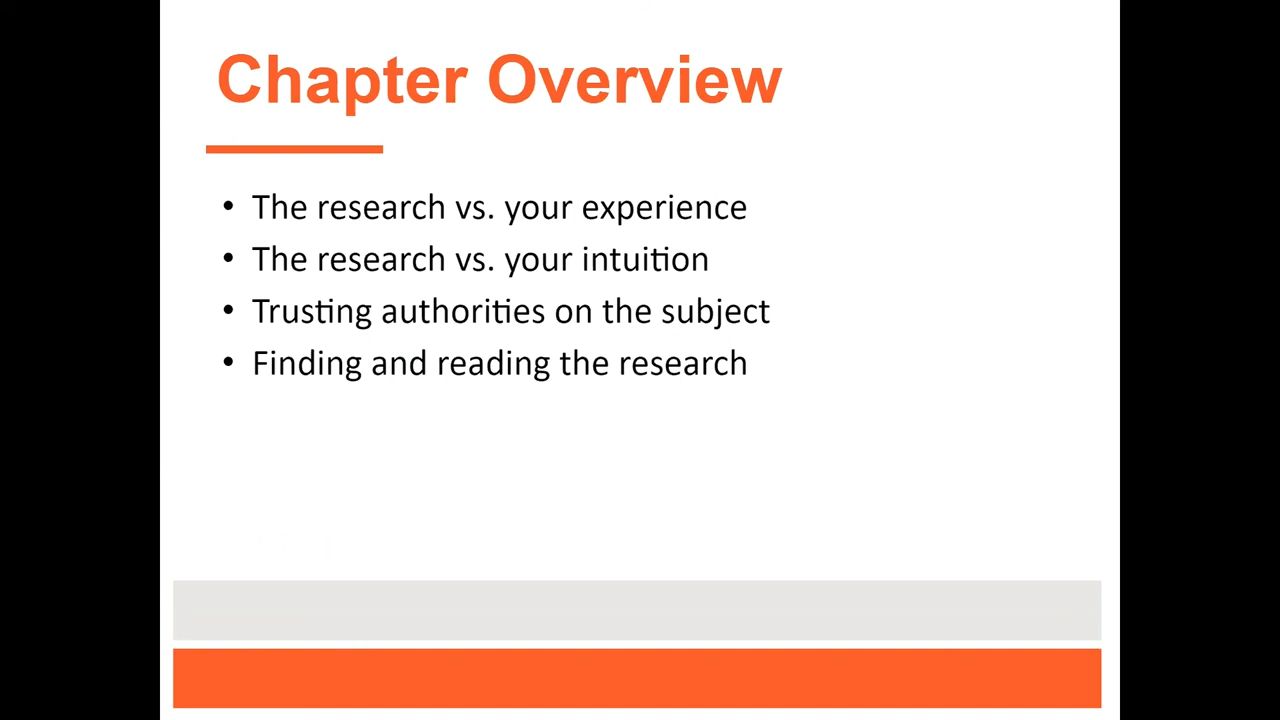 Chapter Overview
• The research vs. your experience
• The research vs. your intuition
• Trusting authorities on the subject
• Finding and reading the research